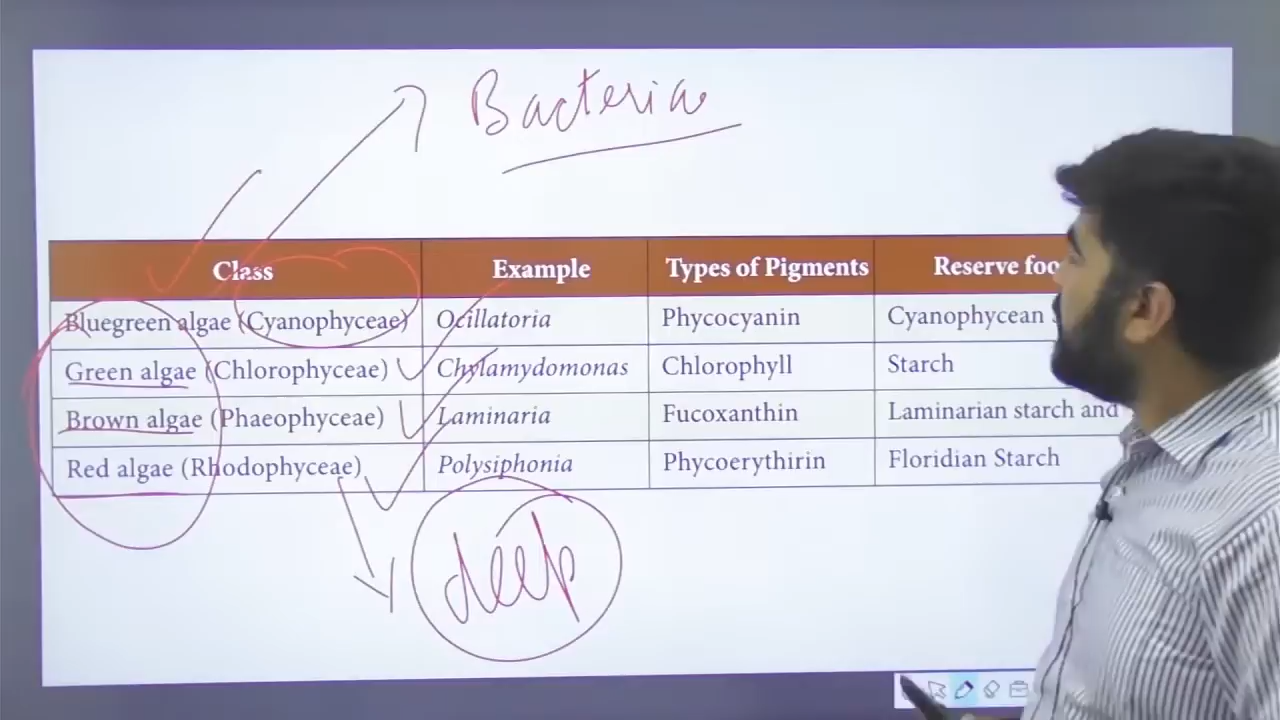 Bacteria
Class Example Types of Pigments Reserve foo
Bluegreen algae (Cyanophyceae) Ocillatoria Phycocyanin Cyanophycean
Green algae (Chlorophyceae) Chylamydomonas Chlorophyll Starch
Brown algae (Phaeophyceae) Laminaria Fucoxanthin Laminarian starch and
Red algae (Rhodophyceae) Polysiphonia Phycoerythirin Floridian Starch
deep